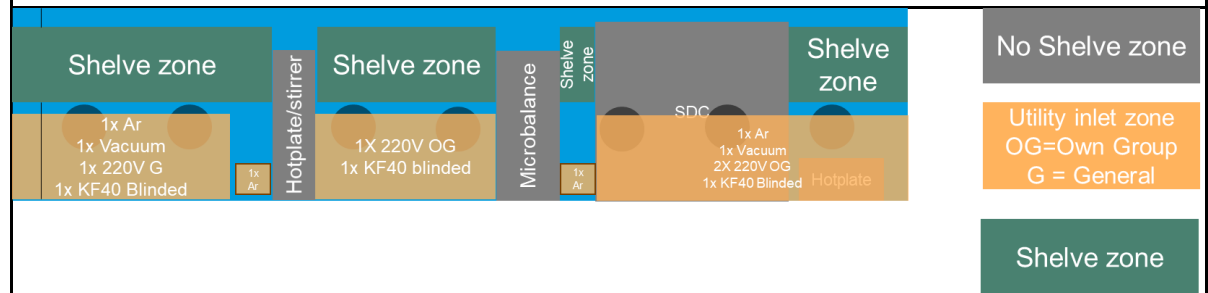 Shelve zone
1x Ar
1x Vacuum
1x 220V G
1x KF40 Blinded
1x
Ar
Hotplate/stirrer
Shelve zone
1X 220V OG
1x KF40 blinded
Microbalance
Shelve
zone
1x
Ar
SDC
1x Ar
1x Vacuum
2X 220V OG
1x KF40 Blinded
Shelve
zone
Hotplate
No Shelve zone
Utility inlet zone
OG=Own Group
G = General
Shelve zone